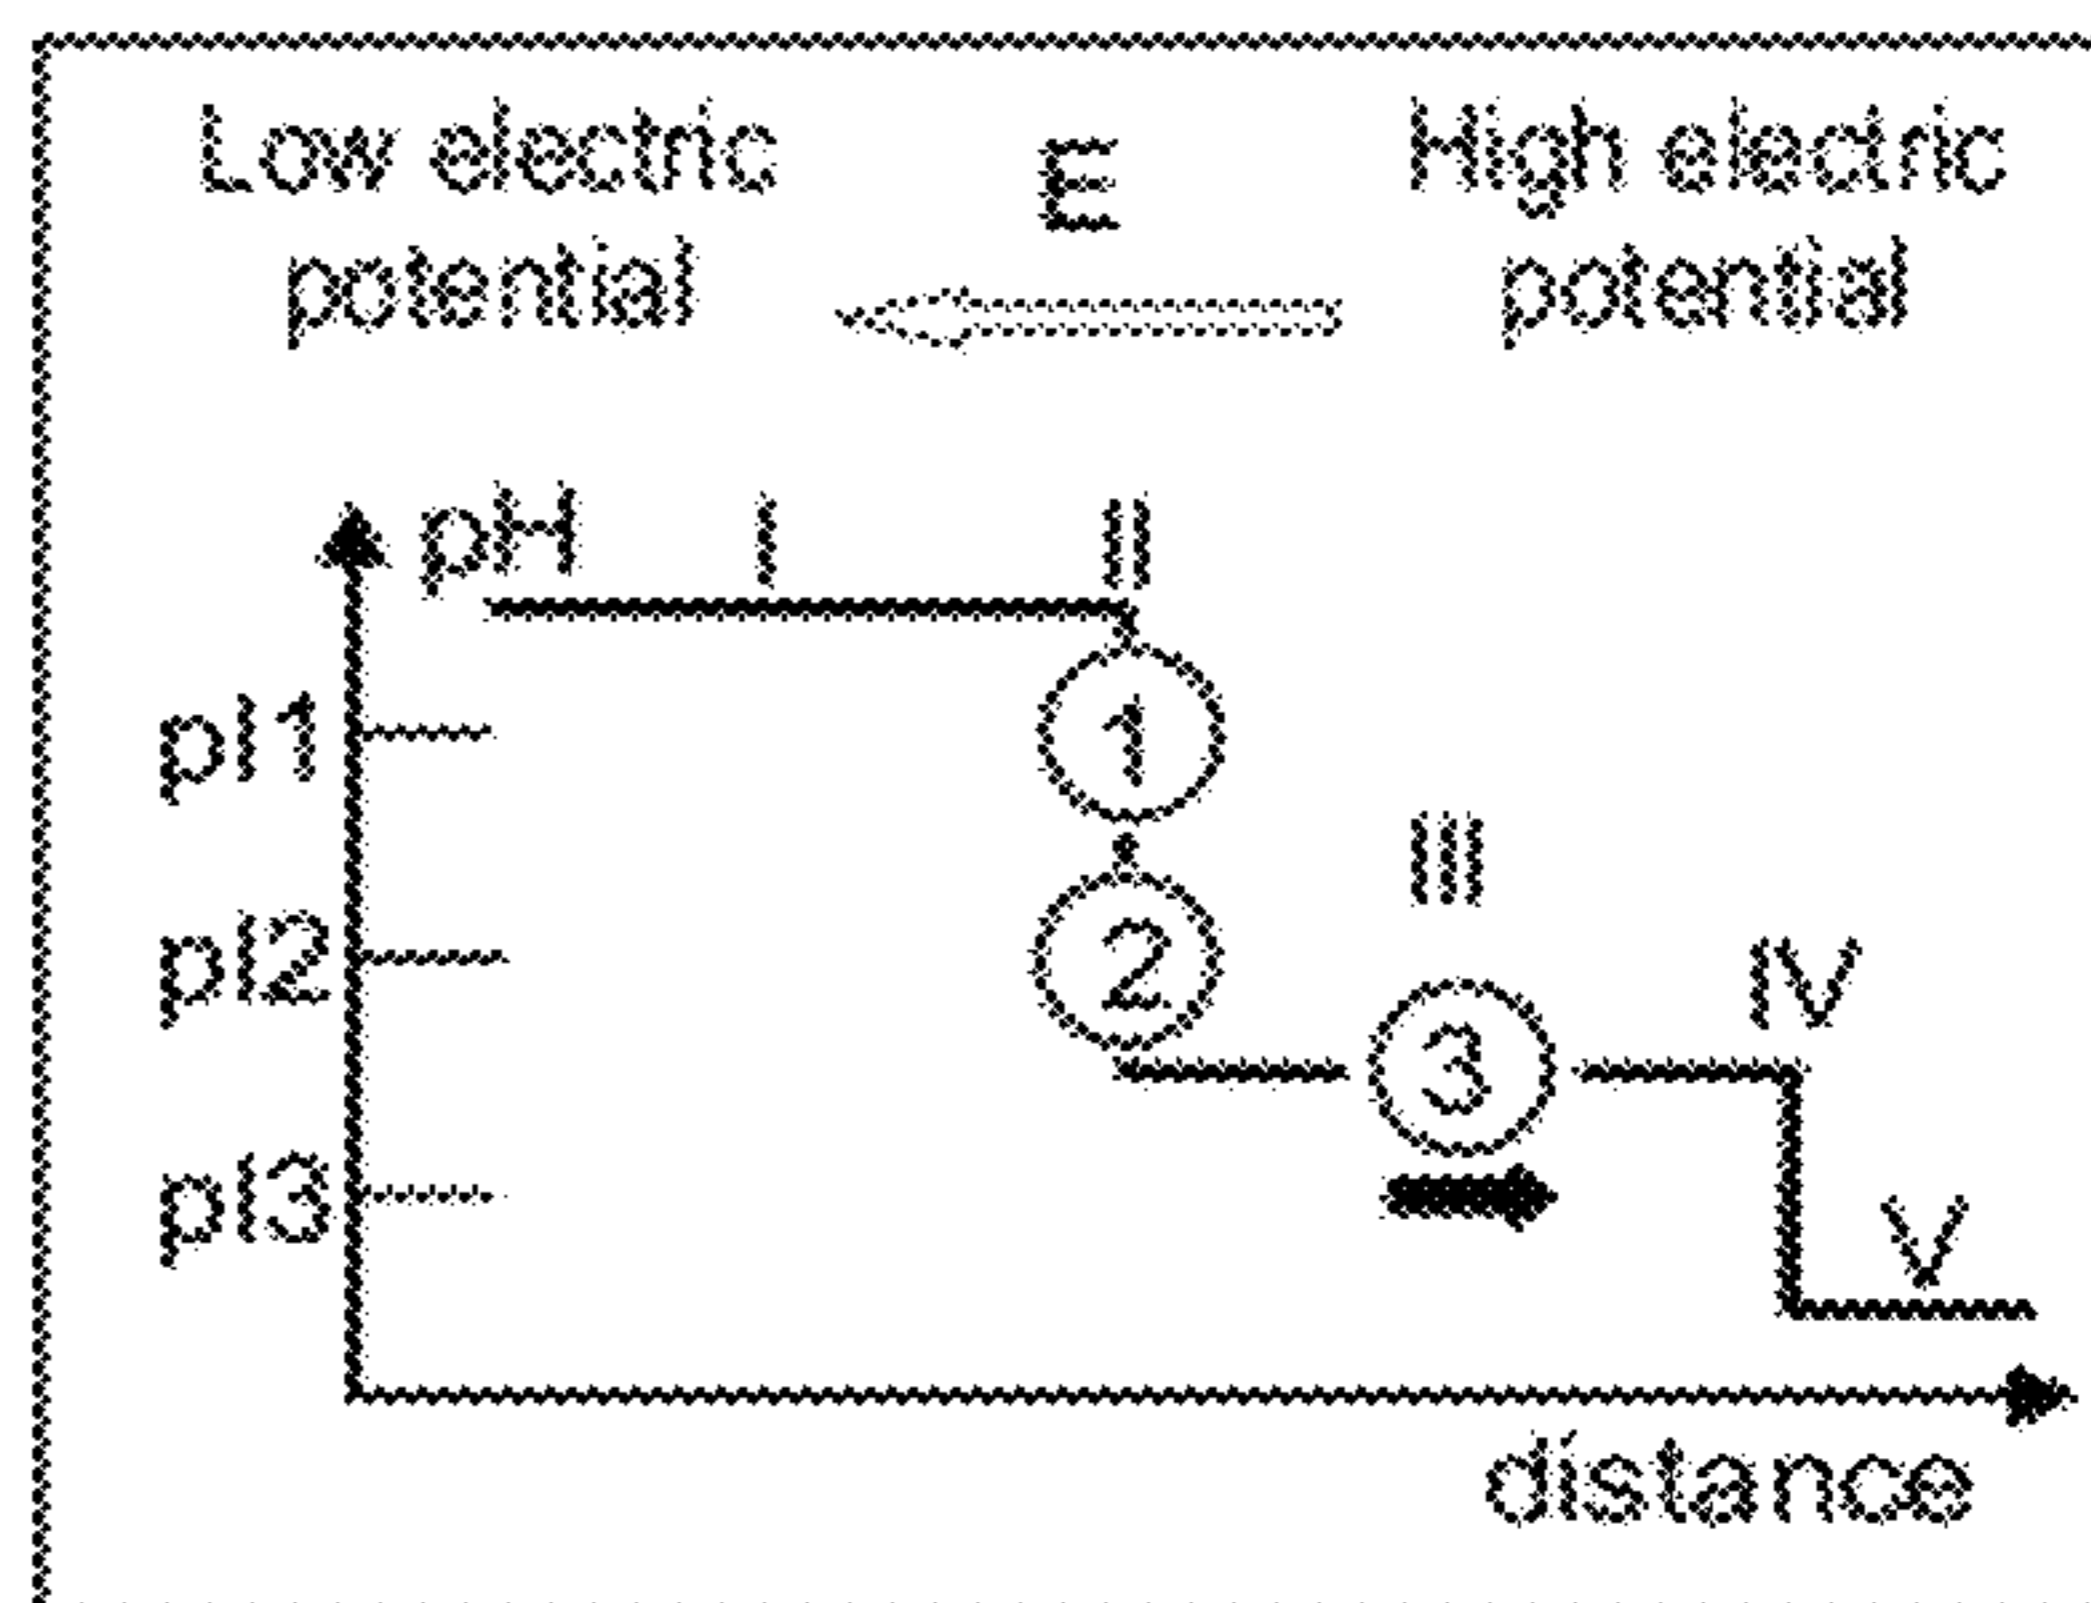 Low electric
potential
E
High electric
potential
pH
I
II
pI1
1
III
pI2
2
IV
3
pI3
V
distance